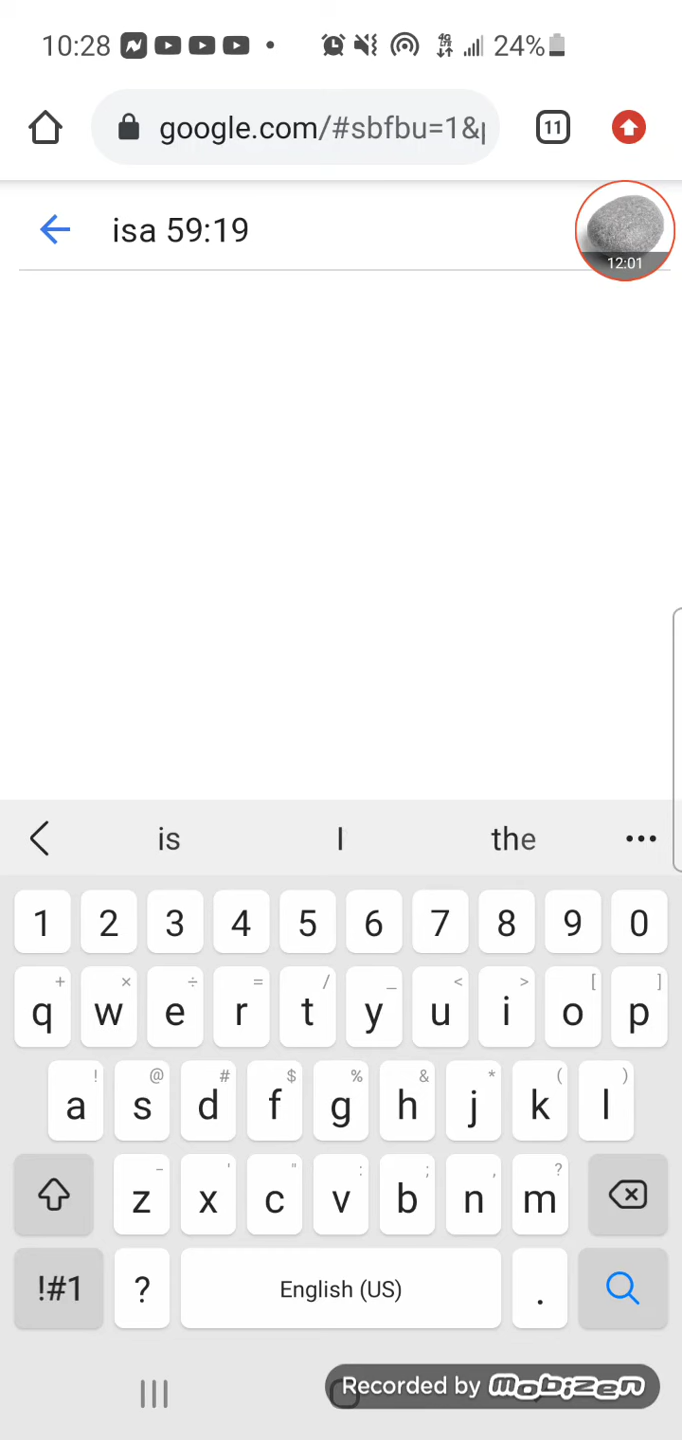 10:28 24%
google.com/#sbfbu=1&
11
isa 59:19
12:01
is I the
1 2 3 4 5 6 7 8 9 0
+ × ÷ = / _ < > [ ]
q w e r t y u i o p
! @ # $ % & * ( )
a s d f g h j k l
- ' " : ; , ?
z x c v b n m
!#1 ? English (US) .
Recorded by mobizen